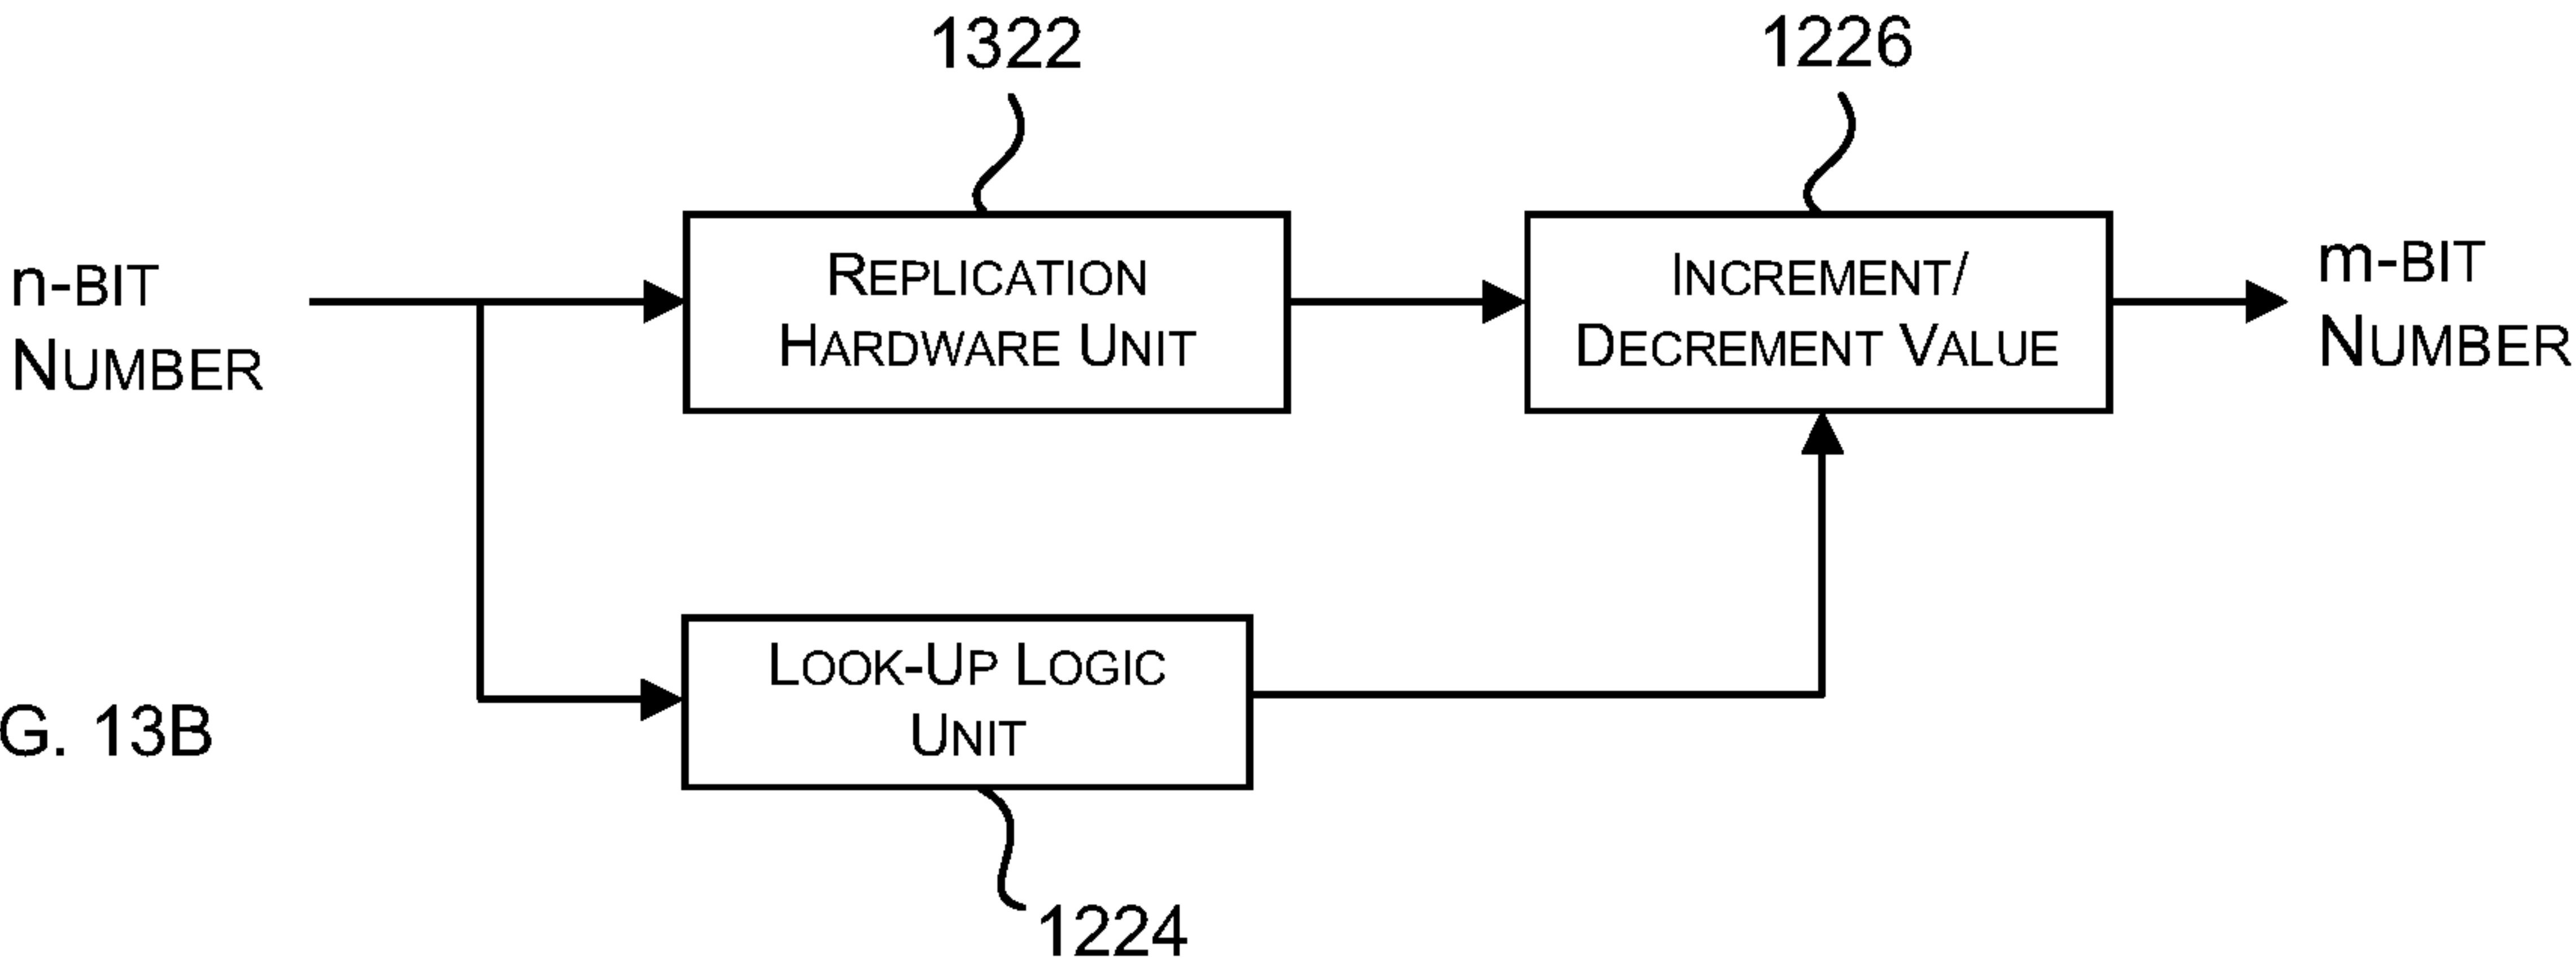 1322
1226
n-BIT
NUMBER
REPLICATION
HARDWARE UNIT
INCREMENT/
DECREMENT VALUE
m-BIT
NUMBER
LOOK-UP LOGIC
UNIT
G. 13B
1224